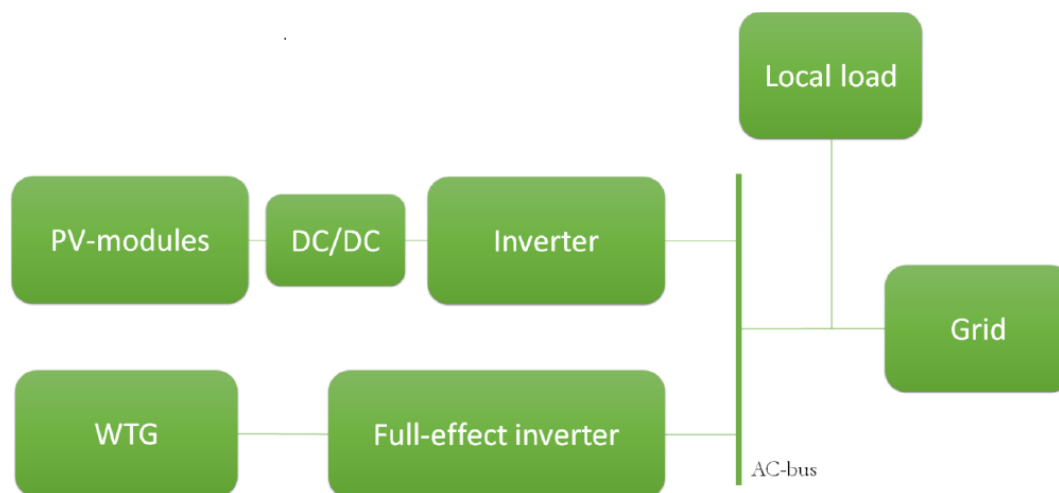 Local load
PV-modules
DC/DC
Inverter
Grid
WTG
Full-effect inverter
AC-bus